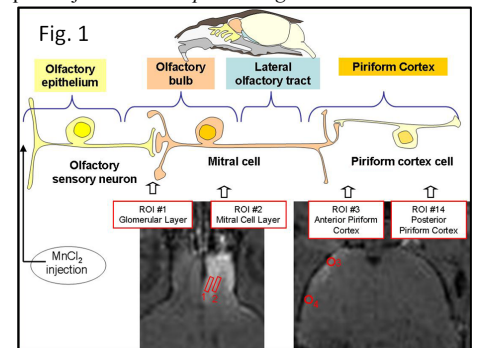 Fig. 1
Olfactory epithelium
Olfactory bulb
Lateral olfactory tract
Piriform Cortex
Olfactory sensory neuron
Mitral cell
Piriform cortex cell
ROI #1
Glomerular Layer
ROI #2
Mitral Cell Layer
ROI #3
Anterior Piriform
Cortex
ROI #14
Posterior
Piriform Cortex
MnCl2
injection
1 2